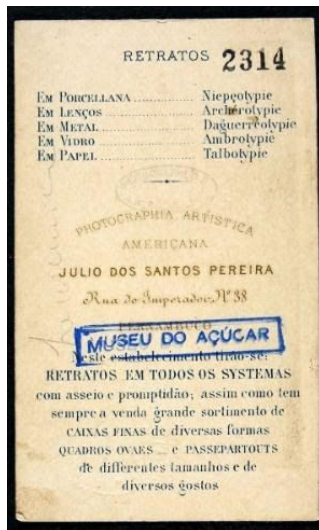 RETRATOS 2314
EM PORCELLANA ............ Niepçotypie
EM LENÇOS ............ Archerotypie
EM METAL ............ Daguerreotypie
EM VIDRO ............ Ambrotypie
EM PAPEL ............ Talbotypie
PHOTOGRAPHIA ARTISTICA
AMERICANA
JULIO DOS SANTOS PEREIRA
Rua do Imperador Nº 38
PERNAMBUCO
MUSEU DO AÇÚCAR
Neste estabelecimento tirão-se:
RETRATOS EM TODOS OS SYSTEMAS
com asseio e promptidão; assim como tem
sempre a venda grande sortimento de
CAIXAS FINAS de diversas formas
QUADROS OVAES ... e PASSEPARTOUTS
de differentes tamanhos e de
diversos gostos